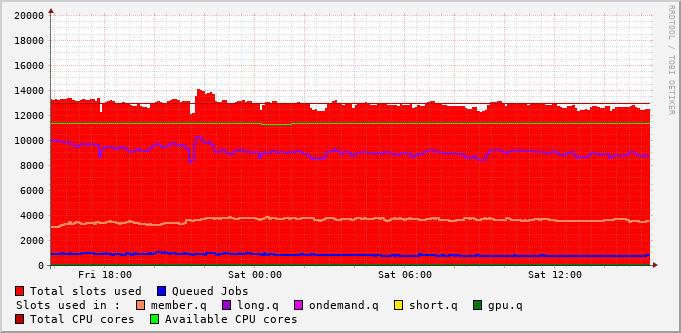 20000
18000
16000
14000
12000
10000
8000
6000
4000
2000
0
Fri 18:00 Sat 00:00 Sat 06:00 Sat 12:00
Total slots used Queued Jobs
Slots used in : member.q long.q ondemand.q short.q gpu.q
Total CPU cores Available CPU cores
RRDTOOL / TOBI OETIKER